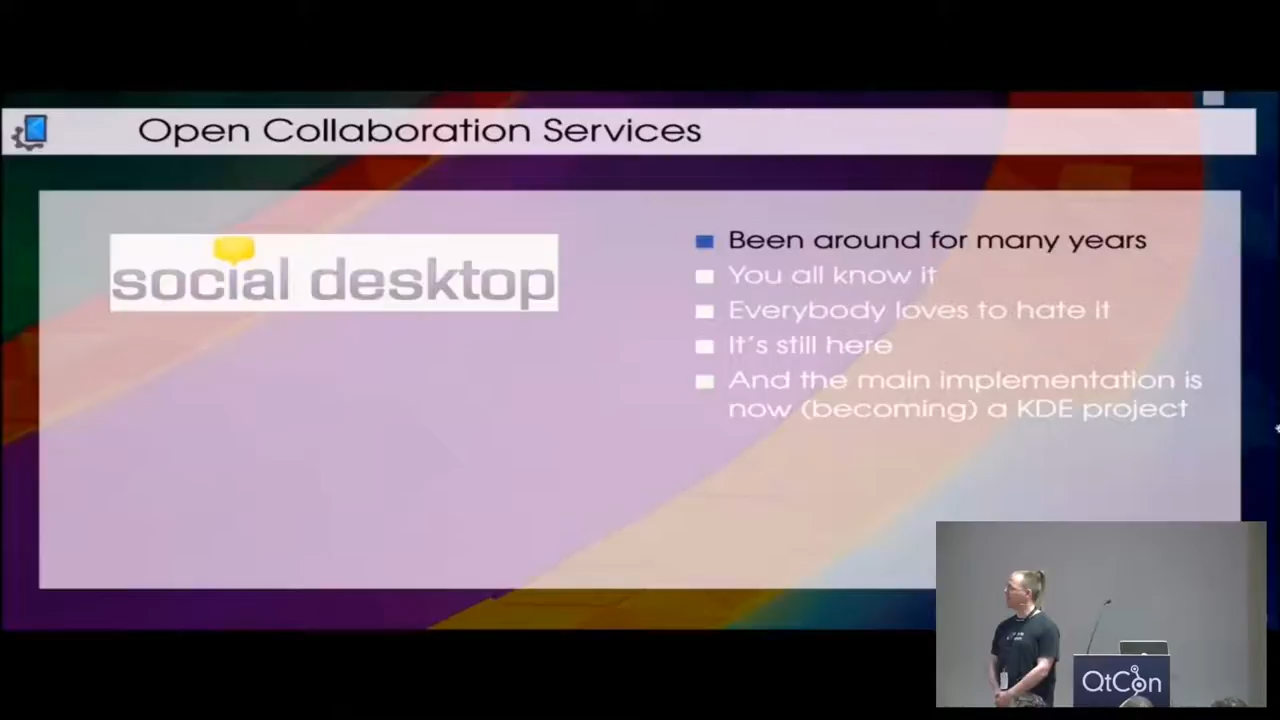 Open Collaboration Services
social desktop
Been around for many years
You all know it
Everybody loves to hate it
It's still here
And the main implementation is
now (becoming) a KDE project
QtCon